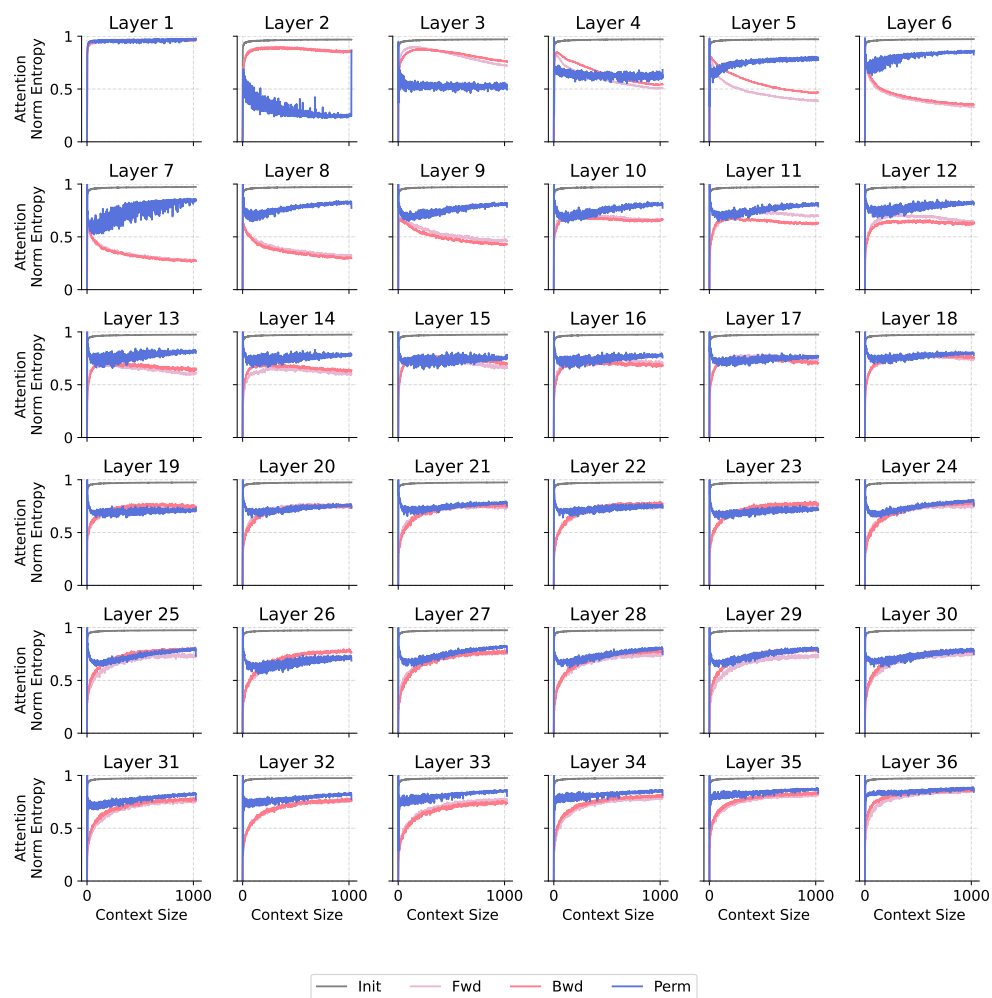 Layer 1 Layer 2 Layer 3 Layer 4 Layer 5 Layer 6
Attention
Norm Entropy
1
0.5
0
Layer 7 Layer 8 Layer 9 Layer 10 Layer 11 Layer 12
Attention
Norm Entropy
1
0.5
0
Layer 13 Layer 14 Layer 15 Layer 16 Layer 17 Layer 18
Attention
Norm Entropy
1
0.5
0
Layer 19 Layer 20 Layer 21 Layer 22 Layer 23 Layer 24
Attention
Norm Entropy
1
0.5
0
Layer 25 Layer 26 Layer 27 Layer 28 Layer 29 Layer 30
Attention
Norm Entropy
1
0.5
0
Layer 31 Layer 32 Layer 33 Layer 34 Layer 35 Layer 36
Attention
Norm Entropy
1
0.5
0
0 1000 0 1000 0 1000 0 1000 0 1000 0 1000
Context Size Context Size Context Size Context Size Context Size Context Size
Init Fwd Bwd Perm